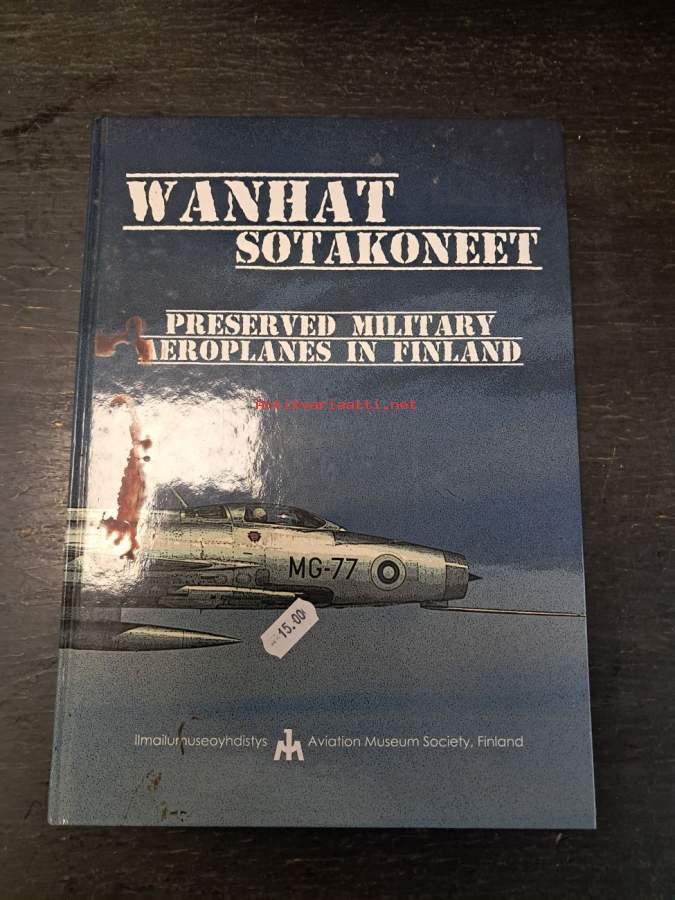 WANHAT
SOTAKONEET
PRESERVED MILITARY
AEROPLANES IN FINLAND
Antikvariaatti.net
MG-77
15.00
Ilmailumuseoyhdistys Aviation Museum Society, Finland